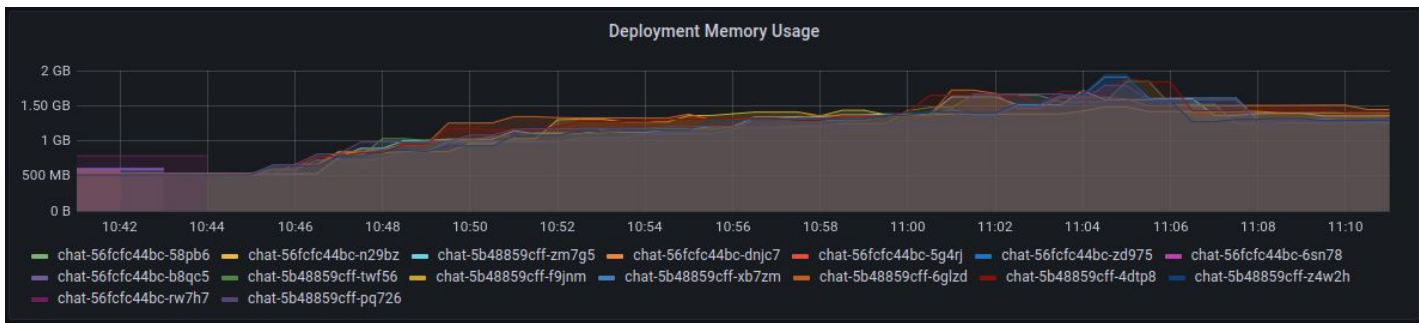 Deployment Memory Usage
2 GB
1.50 GB
1 GB
500 MB
0 B
10:42 10:44 10:46 10:48 10:50 10:52 10:54 10:56 10:58 11:00 11:02 11:04 11:06 11:08 11:10
chat-56fcfc44bc-58pb6 chat-56fcfc44bc-n29bz chat-5b48859cff-zm7g5 chat-56fcfc44bc-dnjc7 chat-56fcfc44bc-5g4rj chat-56fcfc44bc-zd975 chat-56fcfc44bc-6sn78
chat-56fcfc44bc-b8qc5 chat-5b48859cff-twf56 chat-5b48859cff-f9jnm chat-5b48859cff-xb7zm chat-5b48859cff-6glzd chat-5b48859cff-4dtp8 chat-5b48859cff-z4w2h
chat-56fcfc44bc-rw7h7 chat-5b48859cff-pq726